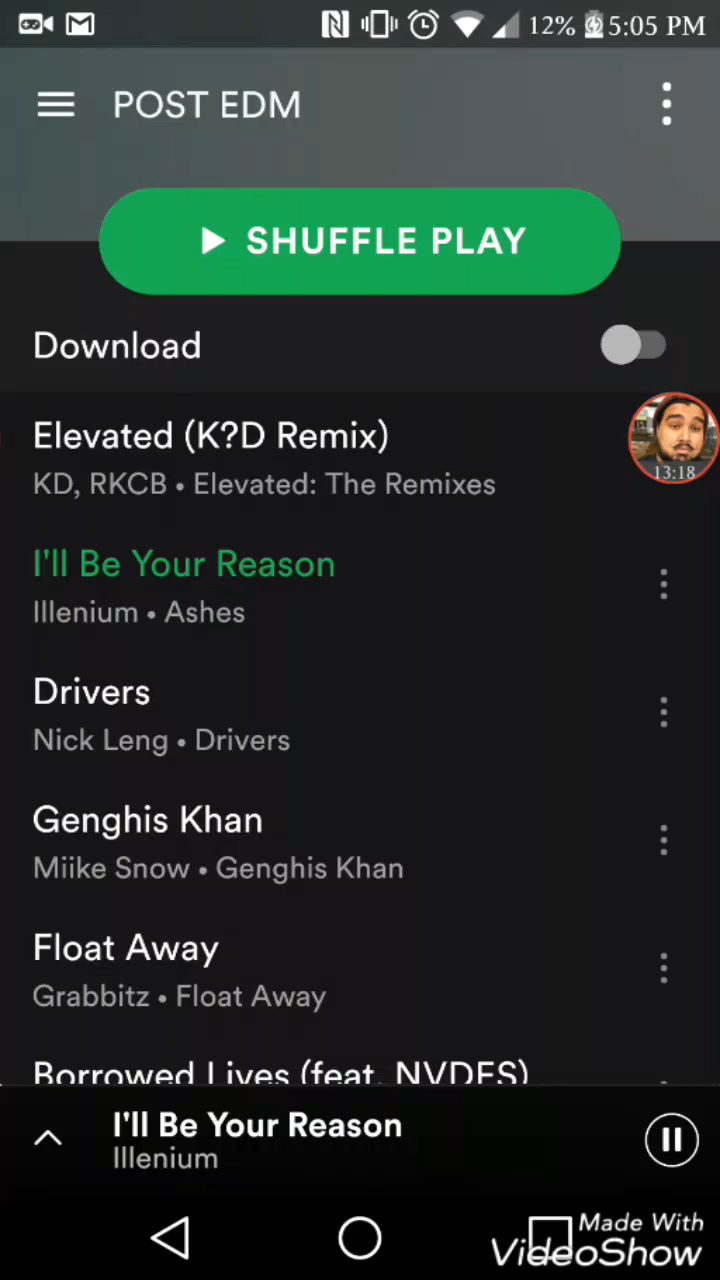 12% 5:05 PM
POST EDM
SHUFFLE PLAY
Download
Elevated (K?D Remix)
KD, RKCB • Elevated: The Remixes
13:18
I'll Be Your Reason
Illenium • Ashes
Drivers
Nick Leng • Drivers
Genghis Khan
Miike Snow • Genghis Khan
Float Away
Grabbitz • Float Away
Borrowed Lives (feat. NVDES)
I'll Be Your Reason
Illenium
Made With
VideoShow